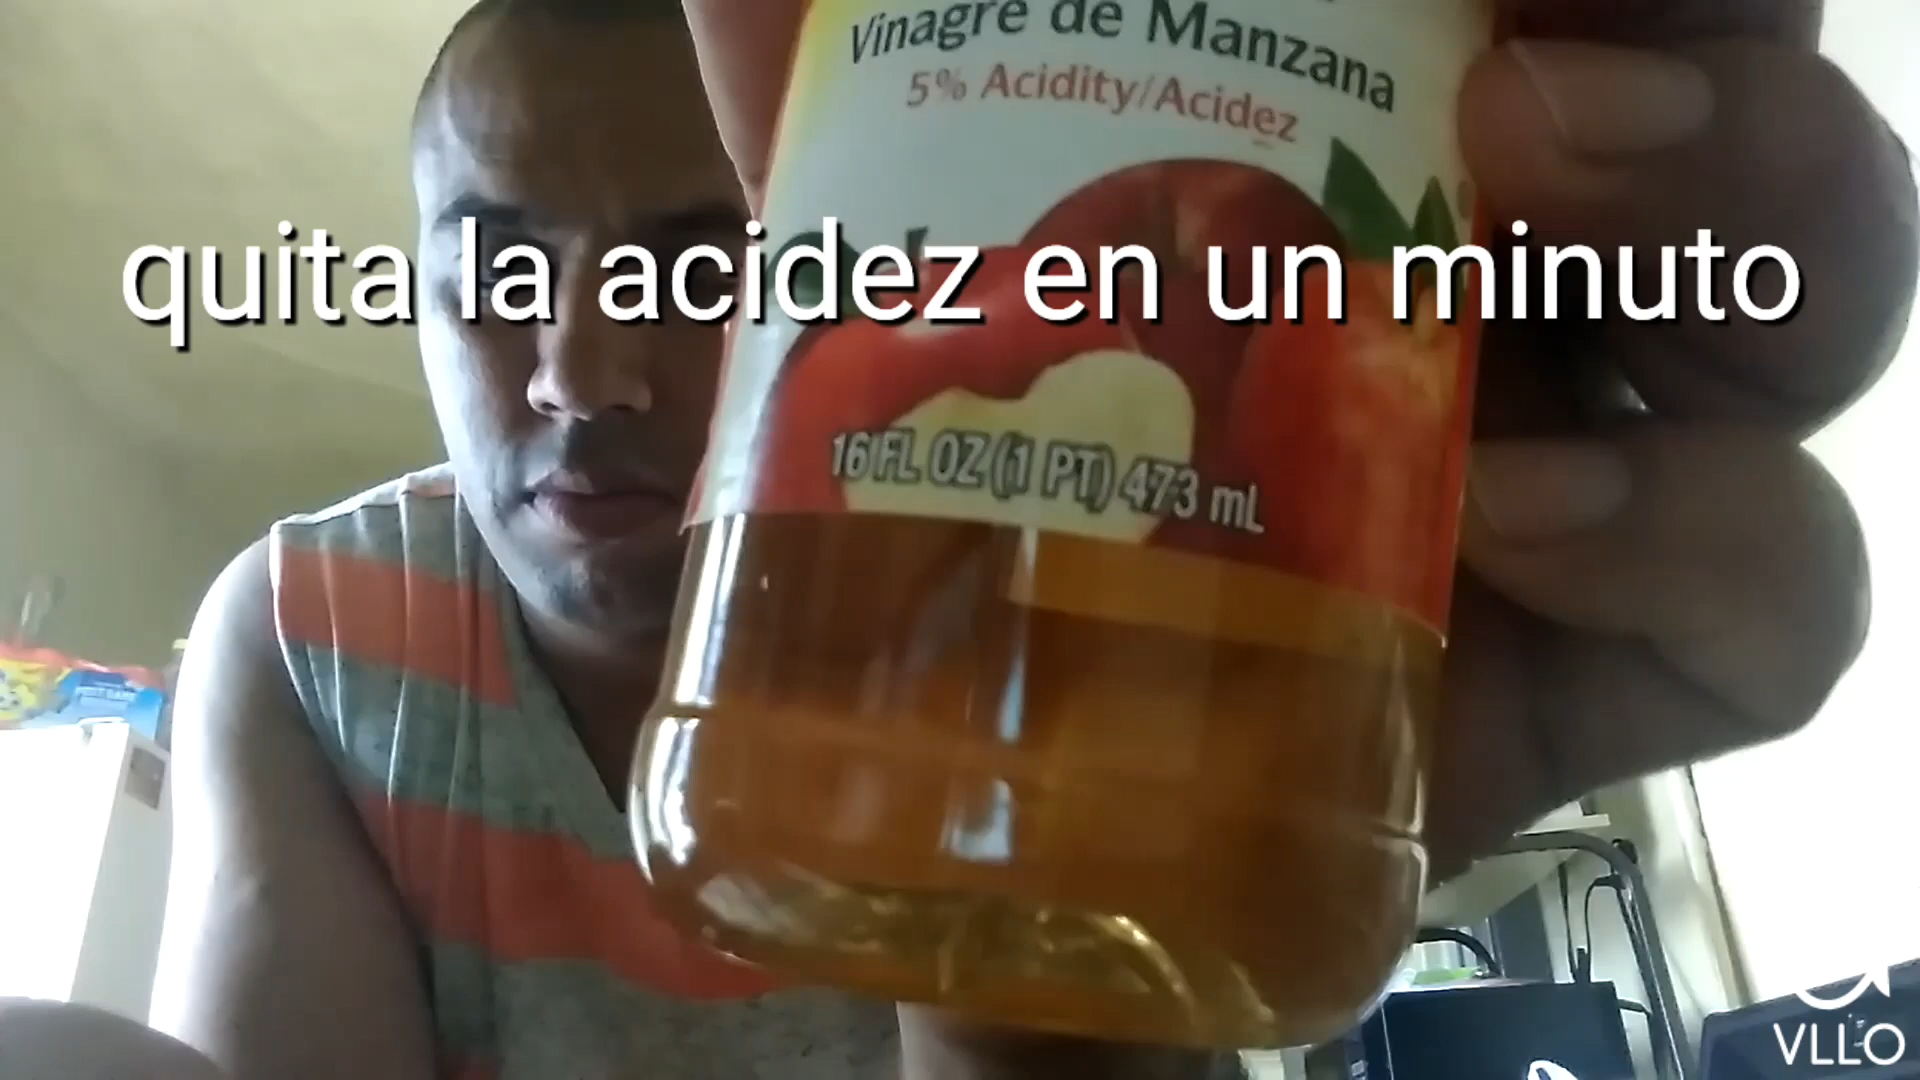 Vinagre de Manzana
5% Acidity/Acidez
quita la acidez en un minuto
16 FL OZ (1 PT) 473 mL
VLLO